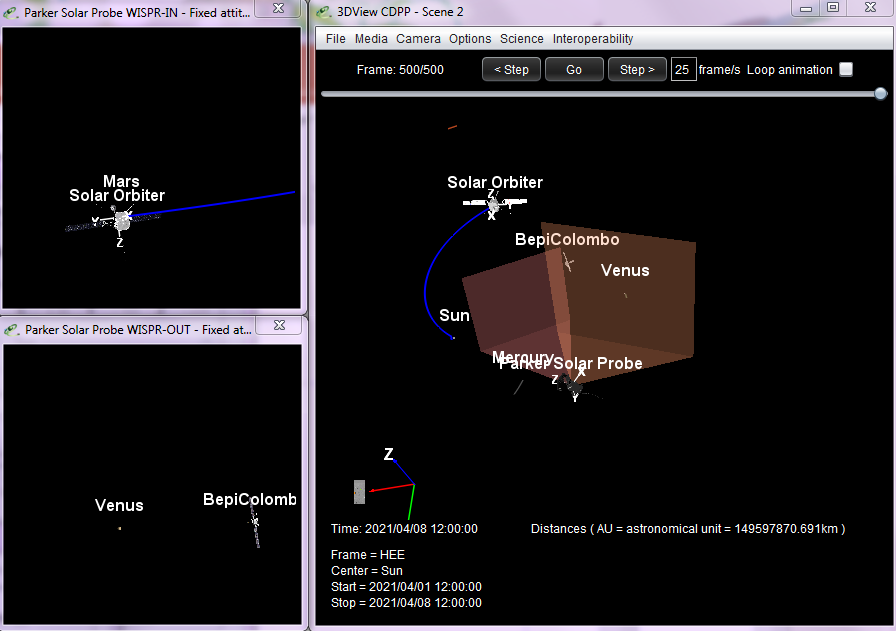 Parker Solar Probe WISPR-IN - Fixed attit...
Mars
Solar Orbiter
Y
X
Z
Parker Solar Probe WISPR-OUT - Fixed at...
Venus
BepiColomb
3DView CDPP - Scene 2
File Media Camera Options Science Interoperability
Frame: 500/500
< Step
Go
Step >
25
frame/s
Loop animation
Solar Orbiter
Z
Y
X
BepiColombo
Venus
Sun
Mercury
Parker Solar Probe
X
Z
Y
Z
Time: 2021/04/08 12:00:00
Distances ( AU = astronomical unit = 149597870.691km )
Frame = HEE
Center = Sun
Start = 2021/04/01 12:00:00
Stop = 2021/04/08 12:00:00